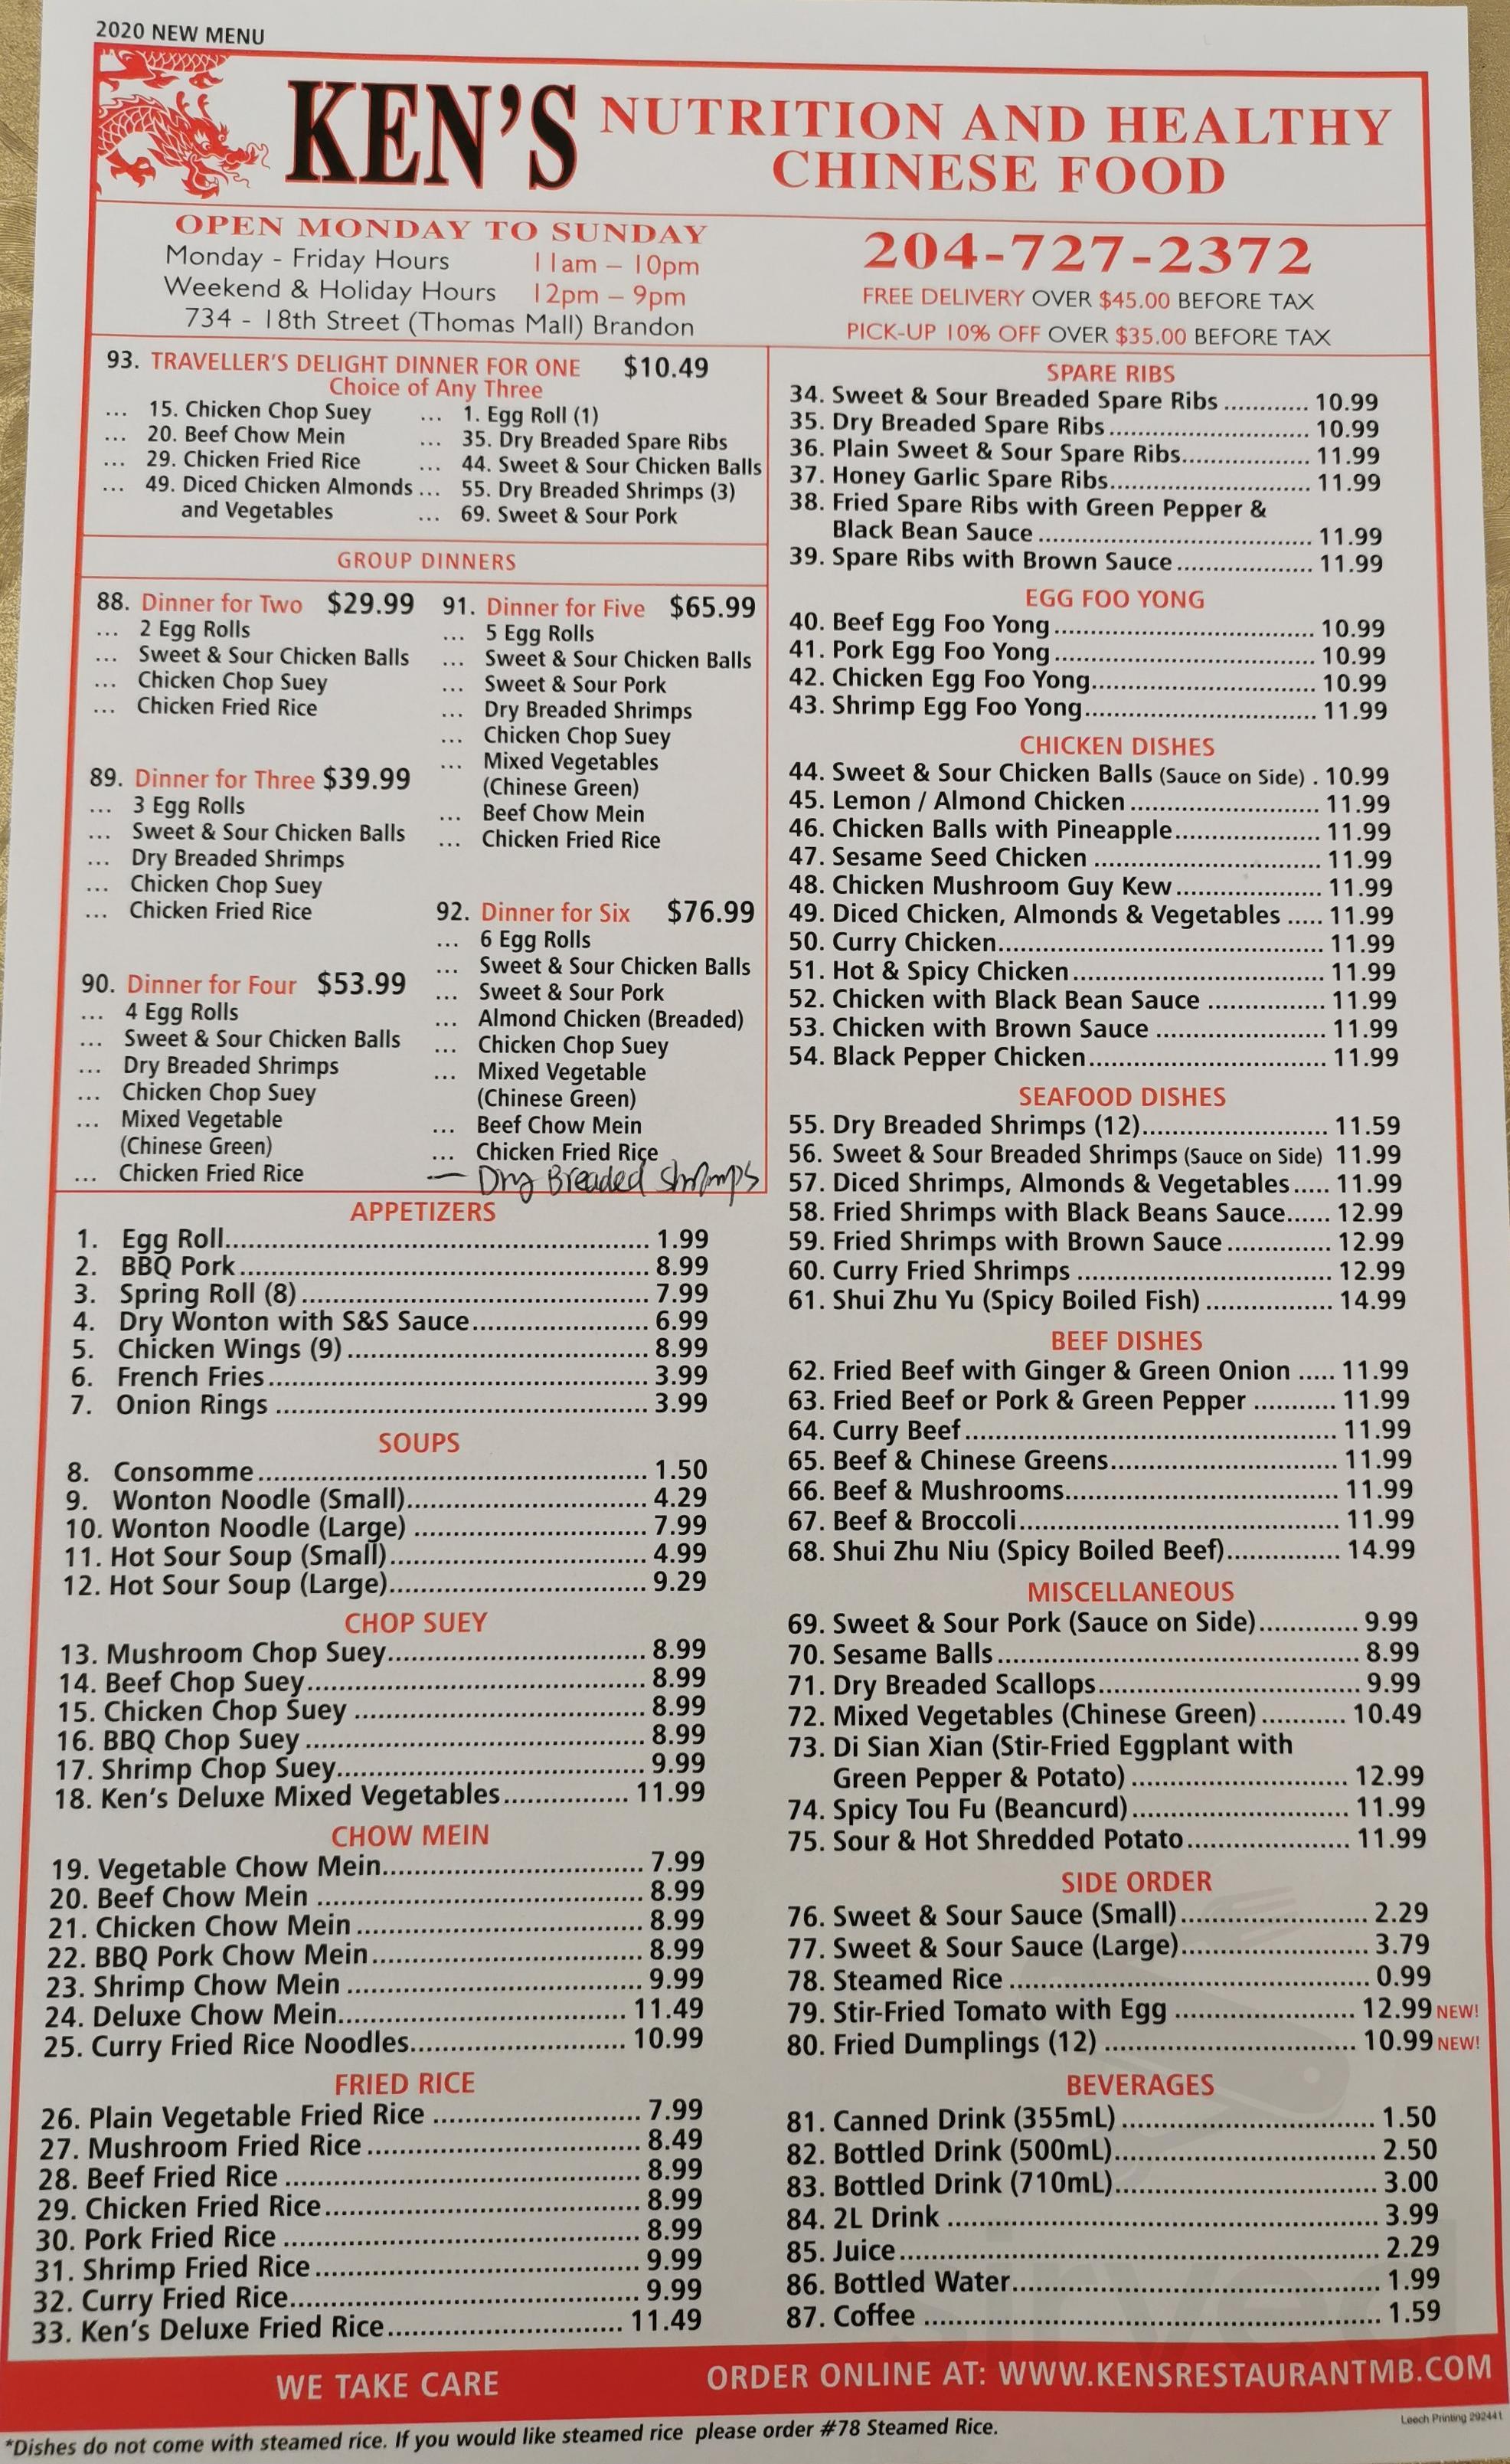 2020 NEW MENU
KEN'S NUTRITION AND HEALTHY
CHINESE FOOD
OPEN MONDAY TO SUNDAY
Monday - Friday Hours 11am – 10pm
Weekend & Holiday Hours 12pm – 9pm
734 - 18th Street (Thomas Mall) Brandon
204-727-2372
FREE DELIVERY OVER $45.00 BEFORE TAX
PICK-UP 10% OFF OVER $35.00 BEFORE TAX
93. TRAVELLER'S DELIGHT DINNER FOR ONE $10.49
Choice of Any Three
... 15. Chicken Chop Suey
... 20. Beef Chow Mein
... 29. Chicken Fried Rice
... 49. Diced Chicken Almonds
and Vegetables
... 1. Egg Roll (1)
... 35. Dry Breaded Spare Ribs
... 44. Sweet & Sour Chicken Balls
... 55. Dry Breaded Shrimps (3)
... 69. Sweet & Sour Pork
GROUP DINNERS
88. Dinner for Two $29.99
... 2 Egg Rolls
... Sweet & Sour Chicken Balls
... Chicken Chop Suey
... Chicken Fried Rice
89. Dinner for Three $39.99
... 3 Egg Rolls
... Sweet & Sour Chicken Balls
... Dry Breaded Shrimps
... Chicken Chop Suey
... Chicken Fried Rice
90. Dinner for Four $53.99
... 4 Egg Rolls
... Sweet & Sour Chicken Balls
... Dry Breaded Shrimps
... Chicken Chop Suey
... Mixed Vegetable
(Chinese Green)
... Chicken Fried Rice
91. Dinner for Five $65.99
... 5 Egg Rolls
... Sweet & Sour Chicken Balls
... Sweet & Sour Pork
... Dry Breaded Shrimps
... Chicken Chop Suey
... Mixed Vegetables
(Chinese Green)
... Beef Chow Mein
... Chicken Fried Rice
92. Dinner for Six $76.99
... 6 Egg Rolls
... Sweet & Sour Chicken Balls
... Sweet & Sour Pork
... Almond Chicken (Breaded)
... Chicken Chop Suey
... Mixed Vegetable
(Chinese Green)
... Beef Chow Mein
... Chicken Fried Rice
— Dry Breaded Shrimps
APPETIZERS
1. Egg Roll 1.99
2. BBQ Pork 8.99
3. Spring Roll (8) 7.99
4. Dry Wonton with S&S Sauce 6.99
5. Chicken Wings (9) 8.99
6. French Fries 3.99
7. Onion Rings 3.99
SOUPS
8. Consomme 1.50
9. Wonton Noodle (Small) 4.29
10. Wonton Noodle (Large) 7.99
11. Hot Sour Soup (Small) 4.99
12. Hot Sour Soup (Large) 9.29
CHOP SUEY
13. Mushroom Chop Suey 8.99
14. Beef Chop Suey 8.99
15. Chicken Chop Suey 8.99
16. BBQ Chop Suey 8.99
17. Shrimp Chop Suey 9.99
18. Ken's Deluxe Mixed Vegetables 11.99
CHOW MEIN
19. Vegetable Chow Mein 7.99
20. Beef Chow Mein 8.99
21. Chicken Chow Mein 8.99
22. BBQ Pork Chow Mein 8.99
23. Shrimp Chow Mein 9.99
24. Deluxe Chow Mein 11.49
25. Curry Fried Rice Noodles 10.99
FRIED RICE
26. Plain Vegetable Fried Rice 7.99
27. Mushroom Fried Rice 8.49
28. Beef Fried Rice 8.99
29. Chicken Fried Rice 8.99
30. Pork Fried Rice 8.99
31. Shrimp Fried Rice 9.99
32. Curry Fried Rice 9.99
33. Ken's Deluxe Fried Rice 11.49
SPARE RIBS
34. Sweet & Sour Breaded Spare Ribs 10.99
35. Dry Breaded Spare Ribs 10.99
36. Plain Sweet & Sour Spare Ribs 11.99
37. Honey Garlic Spare Ribs 11.99
38. Fried Spare Ribs with Green Pepper &
Black Bean Sauce 11.99
39. Spare Ribs with Brown Sauce 11.99
EGG FOO YONG
40. Beef Egg Foo Yong 10.99
41. Pork Egg Foo Yong 10.99
42. Chicken Egg Foo Yong 10.99
43. Shrimp Egg Foo Yong 11.99
CHICKEN DISHES
44. Sweet & Sour Chicken Balls (Sauce on Side) . 10.99
45. Lemon / Almond Chicken 11.99
46. Chicken Balls with Pineapple 11.99
47. Sesame Seed Chicken 11.99
48. Chicken Mushroom Guy Kew 11.99
49. Diced Chicken, Almonds & Vegetables 11.99
50. Curry Chicken 11.99
51. Hot & Spicy Chicken 11.99
52. Chicken with Black Bean Sauce 11.99
53. Chicken with Brown Sauce 11.99
54. Black Pepper Chicken 11.99
SEAFOOD DISHES
55. Dry Breaded Shrimps (12) 11.59
56. Sweet & Sour Breaded Shrimps (Sauce on Side) 11.99
57. Diced Shrimps, Almonds & Vegetables 11.99
58. Fried Shrimps with Black Beans Sauce 12.99
59. Fried Shrimps with Brown Sauce 12.99
60. Curry Fried Shrimps 12.99
61. Shui Zhu Yu (Spicy Boiled Fish) 14.99
BEEF DISHES
62. Fried Beef with Ginger & Green Onion 11.99
63. Fried Beef or Pork & Green Pepper 11.99
64. Curry Beef 11.99
65. Beef & Chinese Greens 11.99
66. Beef & Mushrooms 11.99
67. Beef & Broccoli 11.99
68. Shui Zhu Niu (Spicy Boiled Beef) 14.99
MISCELLANEOUS
69. Sweet & Sour Pork (Sauce on Side) 9.99
70. Sesame Balls 8.99
71. Dry Breaded Scallops 9.99
72. Mixed Vegetables (Chinese Green) 10.49
73. Di Sian Xian (Stir-Fried Eggplant with
Green Pepper & Potato) 12.99
74. Spicy Tou Fu (Beancurd) 11.99
75. Sour & Hot Shredded Potato 11.99
SIDE ORDER
76. Sweet & Sour Sauce (Small) 2.29
77. Sweet & Sour Sauce (Large) 3.79
78. Steamed Rice 0.99
79. Stir-Fried Tomato with Egg 12.99 NEW!
80. Fried Dumplings (12) 10.99 NEW!
BEVERAGES
81. Canned Drink (355mL) 1.50
82. Bottled Drink (500mL) 2.50
83. Bottled Drink (710mL) 3.00
84. 2L Drink 3.99
85. Juice 2.29
86. Bottled Water 1.99
87. Coffee 1.59
sirved
WE TAKE CARE
ORDER ONLINE AT: WWW.KENSRESTAURANTMB.COM
*Dishes do not come with steamed rice. If you would like steamed rice please order #78 Steamed Rice.
Leech Printing 292441